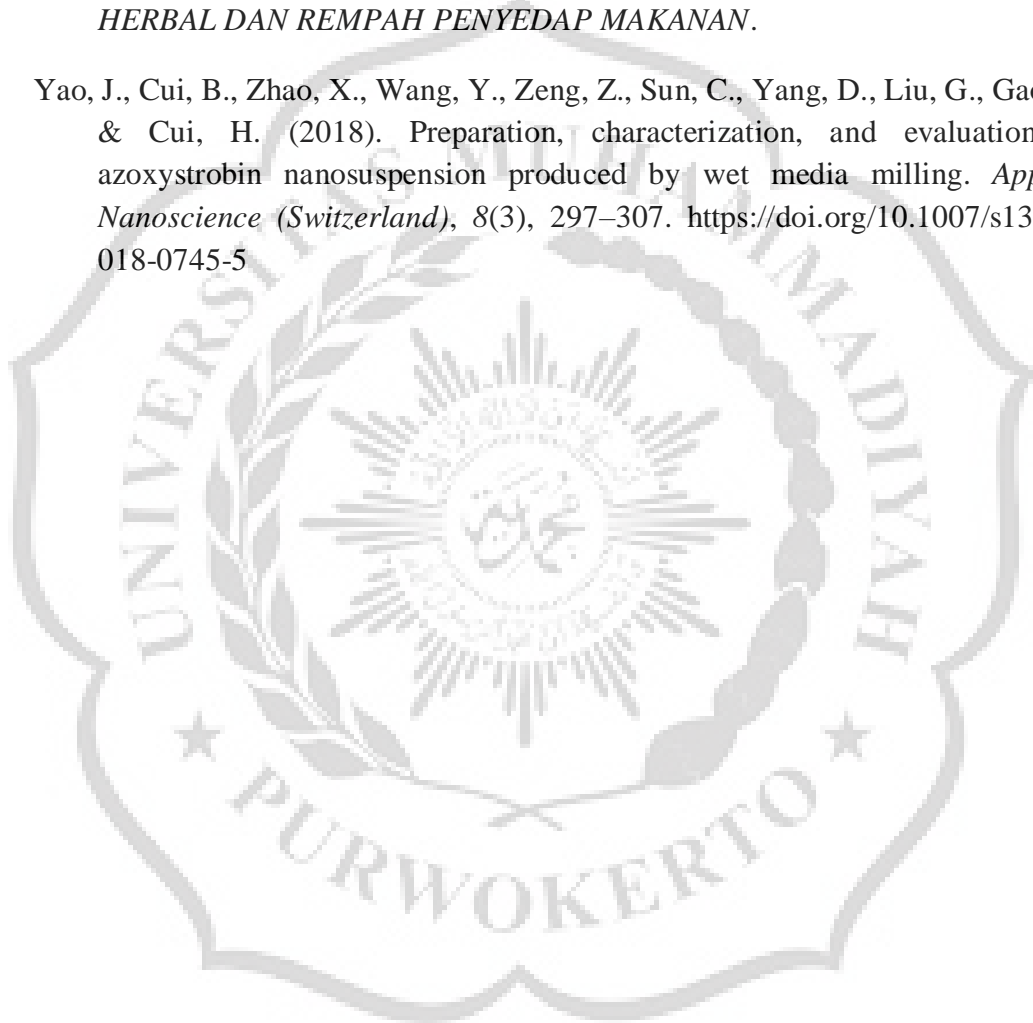 HERBAL DAN REMPAH PENYEDAP MAKANAN.
Yao, J., Cui, B., Zhao, X., Wang, Y., Zeng, Z., Sun, C., Yang, D., Liu, G., Gao
& Cui, H. (2018). Preparation, characterization, and evaluation
azoxystrobin nanosuspension produced by wet media milling. App
Nanoscience (Switzerland), 8(3), 297–307. https://doi.org/10.1007/s13
018-0745-5
UNIVERSITAS MUHAMMADIYAH
PURWOKERTO